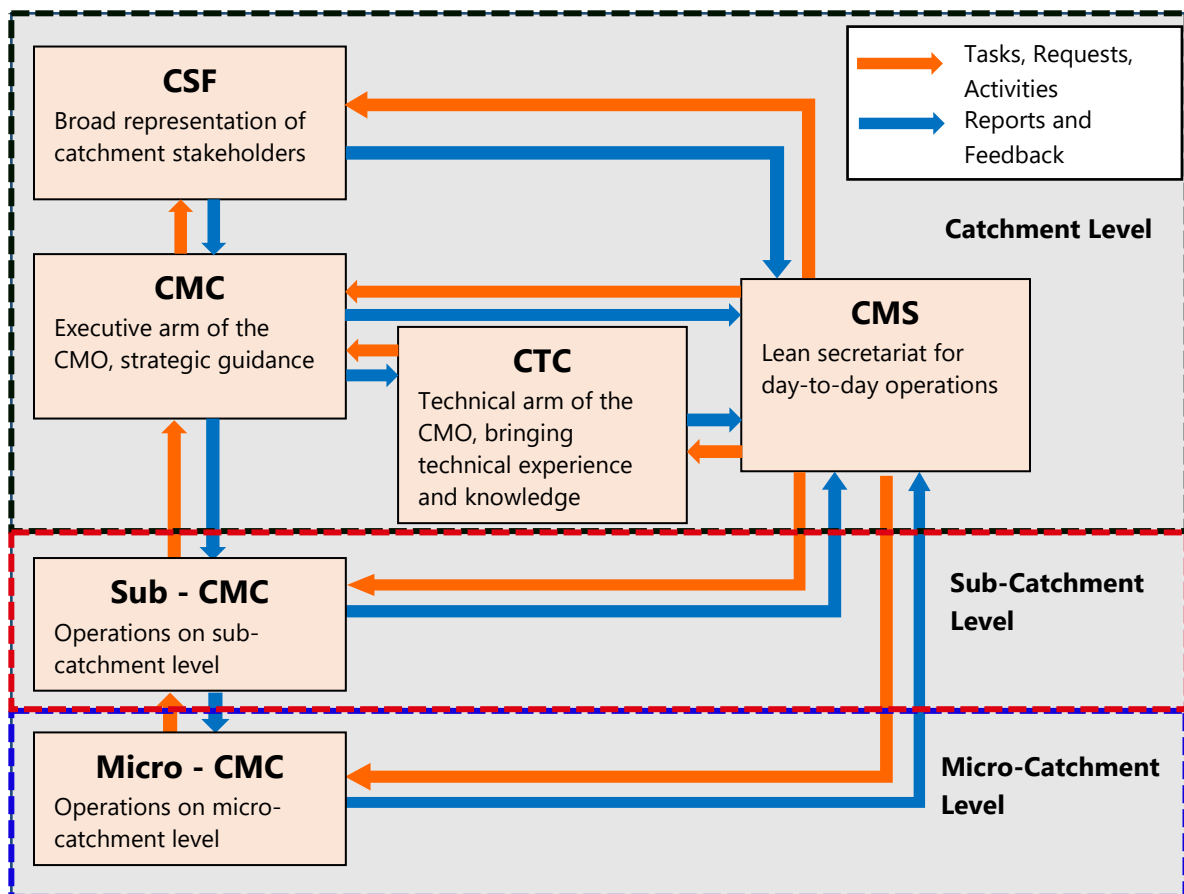 CSF
Broad representation of
catchment stakeholders
Tasks, Requests,
Activities
Reports and
Feedback
Catchment Level
CMC
Executive arm of the
CMO, strategic guidance
CTC
Technical arm of the
CMO, bringing
technical experience
and knowledge
CMS
Lean secretariat for
day-to-day operations
Sub - CMC
Operations on sub-
catchment level
Sub-Catchment
Level
Micro - CMC
Operations on micro-
catchment level
Micro-Catchment
Level